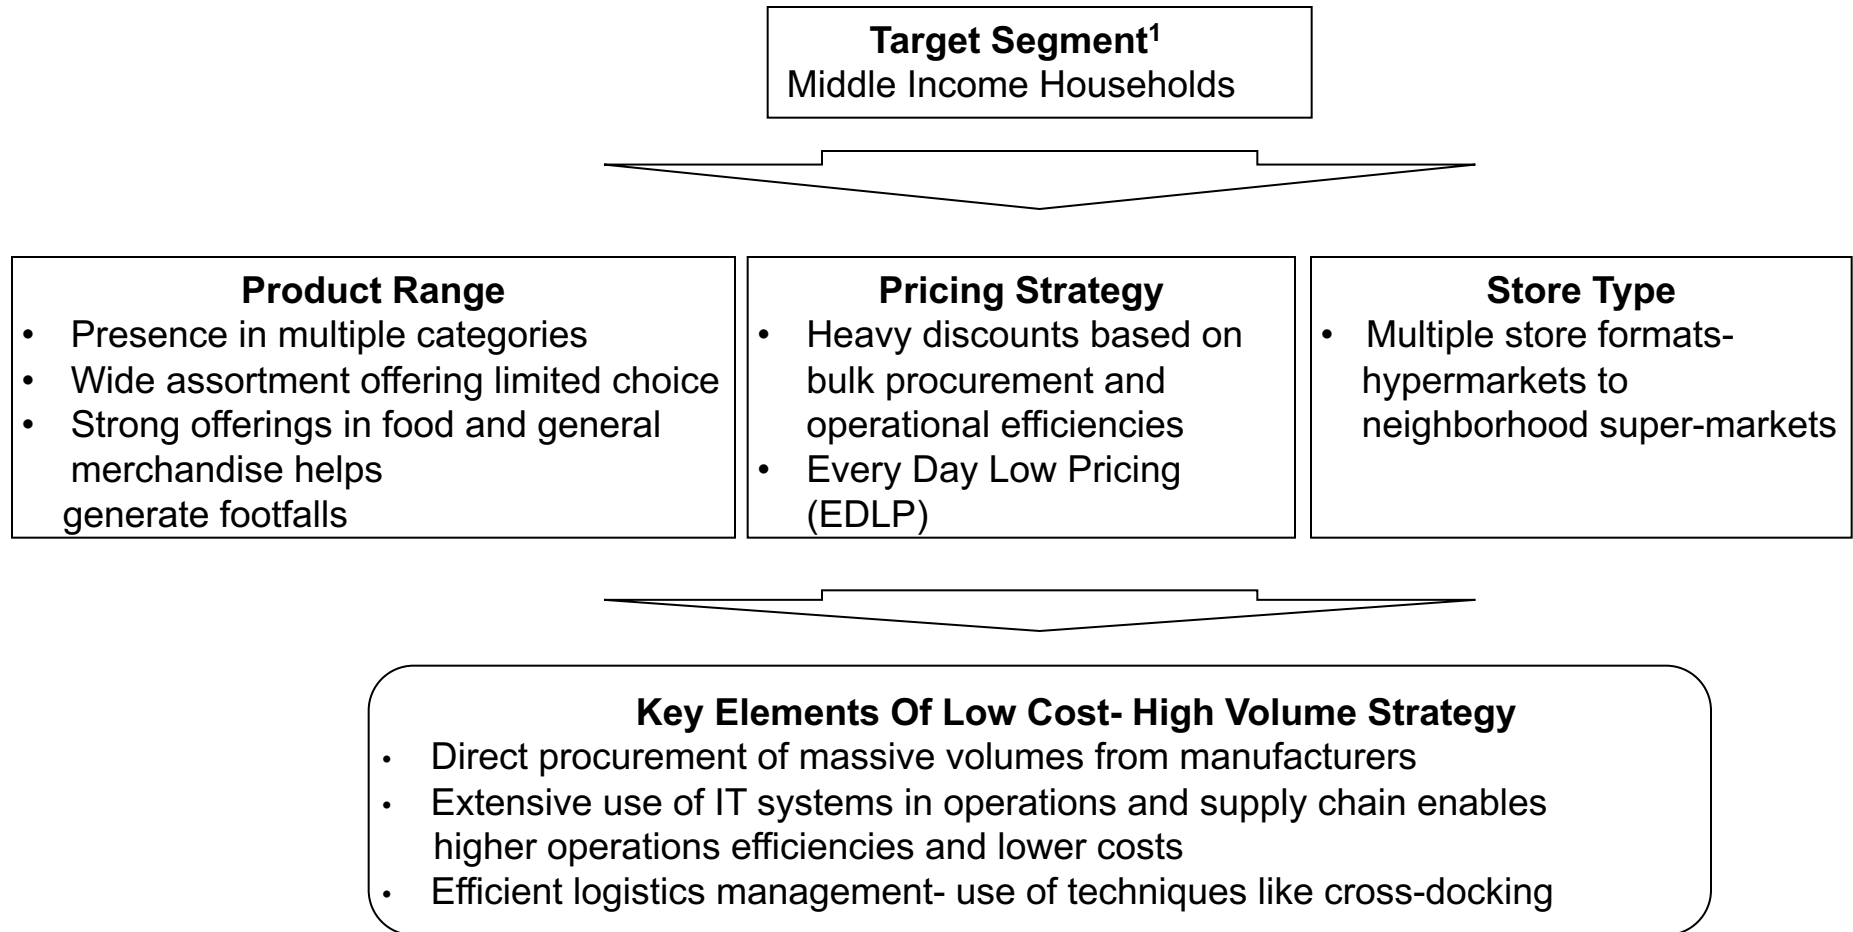 Target Segment¹
Middle Income Households
Product Range
• Presence in multiple categories
• Wide assortment offering limited choice
• Strong offerings in food and general
merchandise helps
generate footfalls
Pricing Strategy
• Heavy discounts based on
bulk procurement and
operational efficiencies
• Every Day Low Pricing
(EDLP)
Store Type
• Multiple store formats-
hypermarkets to
neighborhood super-markets
Key Elements Of Low Cost- High Volume Strategy
• Direct procurement of massive volumes from manufacturers
• Extensive use of IT systems in operations and supply chain enables
higher operations efficiencies and lower costs
• Efficient logistics management- use of techniques like cross-docking